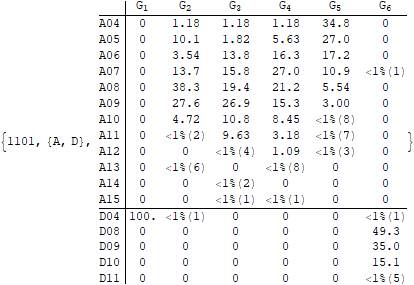 G1 G2 G3 G4 G5 G6
A04 0 1.18 1.18 1.18 34.8 0
A05 0 10.1 1.82 5.63 27.0 0
A06 0 3.54 13.8 16.3 17.2 0
A07 0 13.7 15.8 27.0 10.9 <1%(1)
A08 0 38.3 19.4 21.2 5.54 0
A09 0 27.6 26.9 15.3 3.00 0
A10 0 4.72 10.8 8.45 <1%(8) 0
{1101, {A, D}, A11 0 <1%(2) 9.63 3.18 <1%(7) 0 }
A12 0 0 <1%(4) 1.09 <1%(3) 0
A13 0 <1%(6) 0 <1%(8) 0 0
A14 0 0 <1%(2) 0 0 0
A15 0 0 <1%(1) <1%(1) 0 0
D04 100. <1%(1) 0 0 0 <1%(1)
D08 0 0 0 0 0 49.3
D09 0 0 0 0 0 35.0
D10 0 0 0 0 0 15.1
D11 0 0 0 0 0 <1%(5)